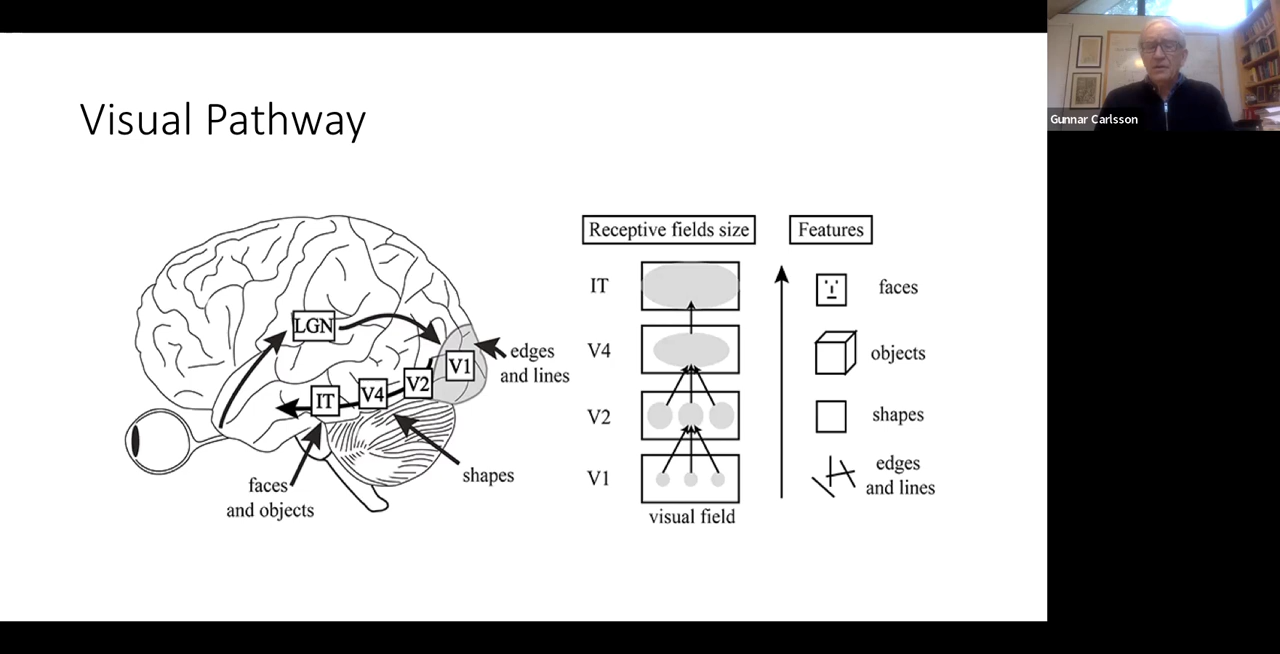 Visual Pathway
Gunnar Carlsson
LGN
V1
V2
V4
IT
edges
and lines
shapes
faces
and objects
Receptive fields size
IT
V4
V2
V1
visual field
Features
faces
objects
shapes
edges
and lines